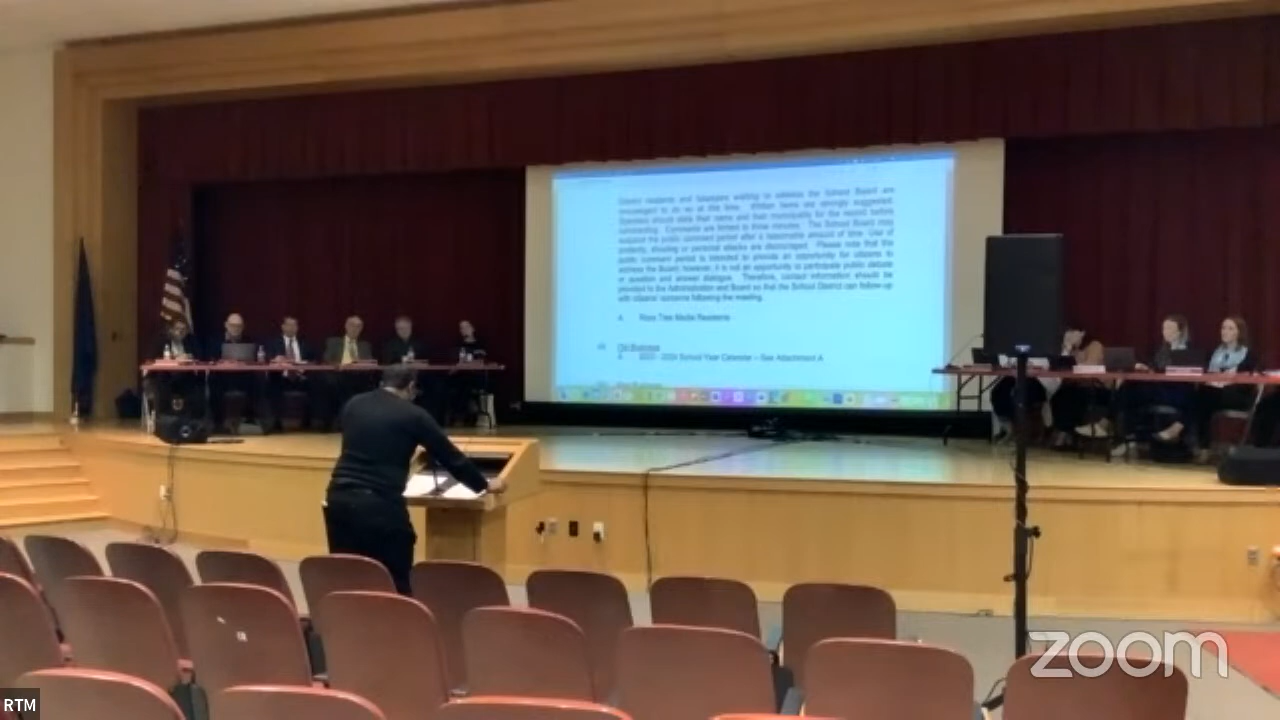 District residents and taxpayers wishing to address the School Board are
encouraged to do so at this time. Written items are strongly suggested.
Speakers should state their name and their municipality for the record before
commenting. Comments are limited to three minutes. The School Board may
suspend the public comment period after a reasonable amount of time. Use of
profanity, shouting or personal attacks are discouraged. Please note that the
public comment period is intended to provide an opportunity for citizens to
address the Board; however, it is not an opportunity to participate public debate
or question and answer dialogue. Therefore, contact information should be
provided to the Administration and Board so that the School District can follow-up
with citizens' concerns following the meeting.
A. Rose Tree Media Residents
Old Business
2023 - 2024 School Year Calendar – See Attachment A
zoom
RTM